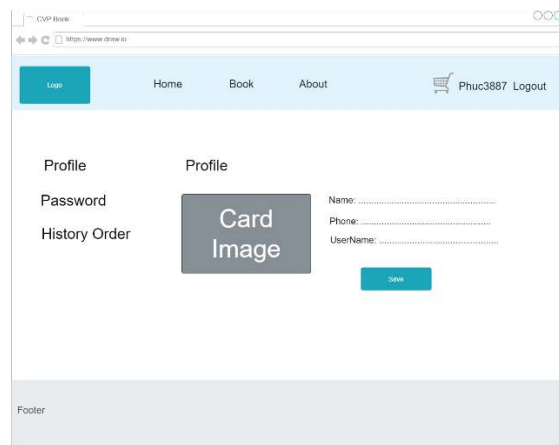 CVP Book
https://www.draw.io
Logo
Home
Book
About
Phuc3887 Logout
Profile
Password
History Order
Profile
Card
Image
Name: ......................................................
Phone: ...................................................
UserName: ...............................................
Save
Footer